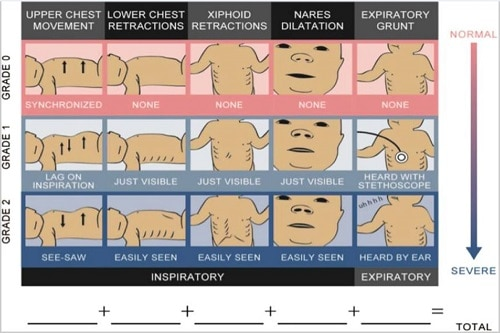 UPPER CHEST MOVEMENT
LOWER CHEST RETRACTIONS
XIPHOID RETRACTIONS
NARES DILATATION
EXPIRATORY GRUNT
NORMAL
GRADE 0
SYNCHRONIZED
NONE
NONE
NONE
NONE
GRADE 1
LAG ON INSPIRATION
JUST VISIBLE
JUST VISIBLE
JUST VISIBLE
HEARD WITH STETHOSCOPE
GRADE 2
uhhhh
SEE-SAW
EASILY SEEN
EASILY SEEN
EASILY SEEN
HEARD BY EAR
SEVERE
INSPIRATORY
EXPIRATORY
+ + + + =
TOTAL